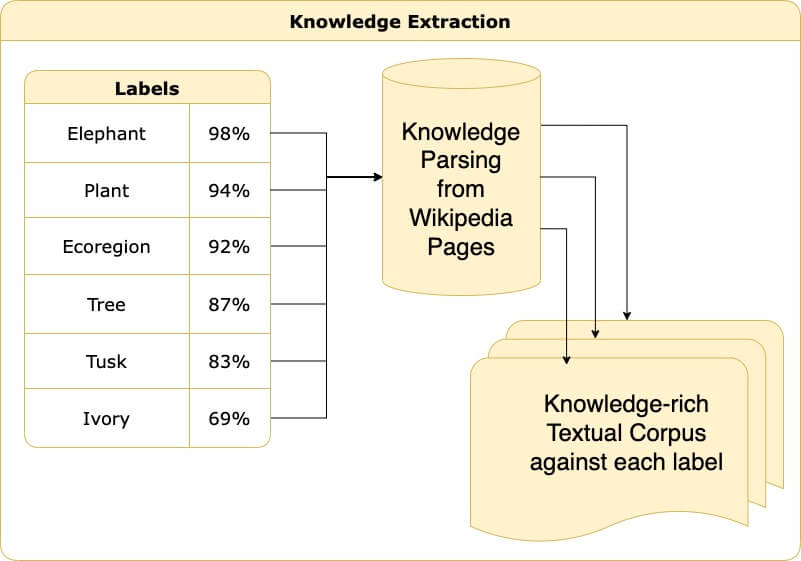 Knowledge Extraction
Labels
Elephant 98%
Plant 94%
Ecoregion 92%
Tree 87%
Tusk 83%
Ivory 69%
Knowledge
Parsing
from
Wikipedia
Pages
Knowledge-rich
Textual Corpus
against each label